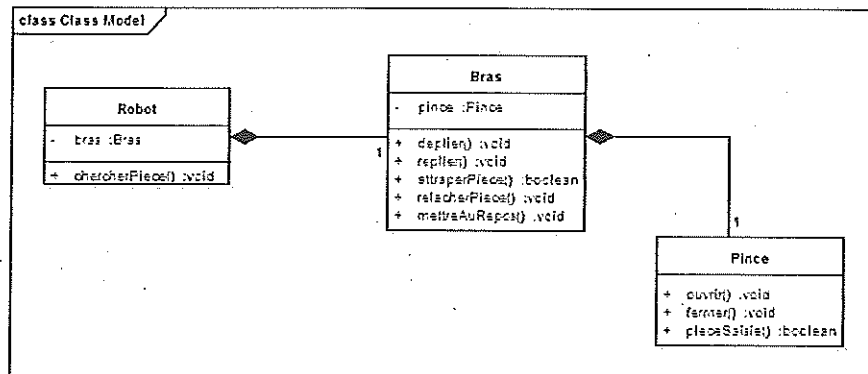 class Class Model
Robot
- bras :Bras
+ chercherPiece() :void
1
Bras
- pince :Pince
+ deplier() :void
+ replier() :void
+ attraperPiece() :boolean
+ relacherPiece() :void
+ mettreAuRepos() :void
1
Pince
+ ouvrir() :void
+ fermer() :void
+ pieceSaisie() :boolean